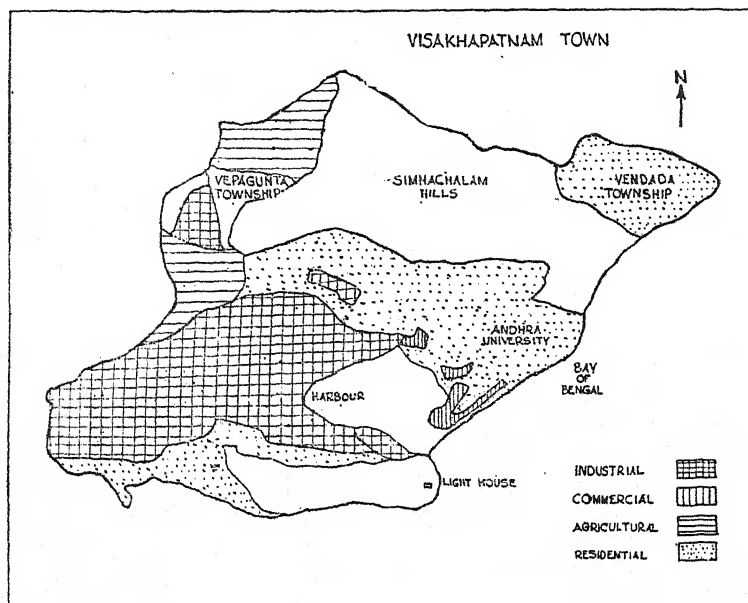 VISAKHAPATNAM TOWN
N
VEPAGUNTA
TOWNSHIP
SIMHACHALAM
HILLS
VENDADA
TOWNSHIP
ANDHRA
UNIVERSITY
BAY
OF
BENGAL
HARBOUR
LIGHT HOUSE
INDUSTRIAL
COMMERCIAL
AGRICULTURAL
RESIDENTIAL